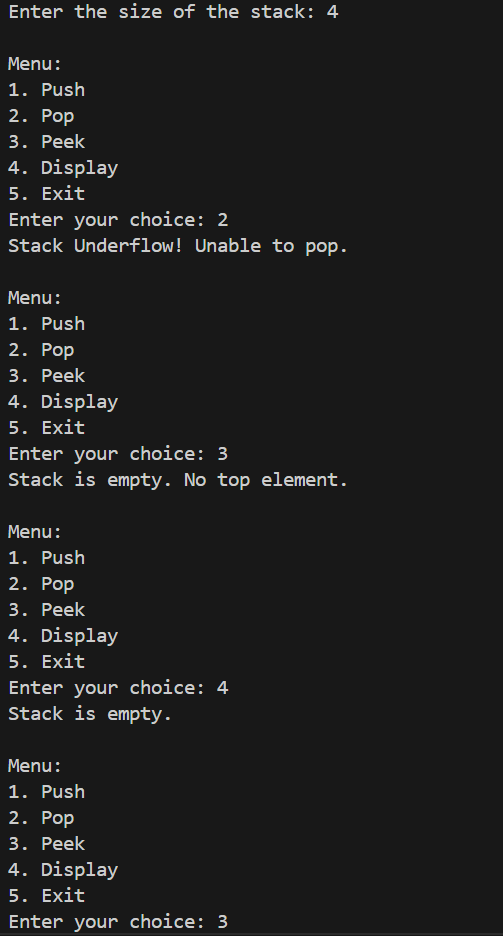 Enter the size of the stack: 4
Menu:
1. Push
2. Pop
3. Peek
4. Display
5. Exit
Enter your choice: 2
Stack Underflow! Unable to pop.
Menu:
1. Push
2. Pop
3. Peek
4. Display
5. Exit
Enter your choice: 3
Stack is empty. No top element.
Menu:
1. Push
2. Pop
3. Peek
4. Display
5. Exit
Enter your choice: 4
Stack is empty.
Menu:
1. Push
2. Pop
3. Peek
4. Display
5. Exit
Enter your choice: 3